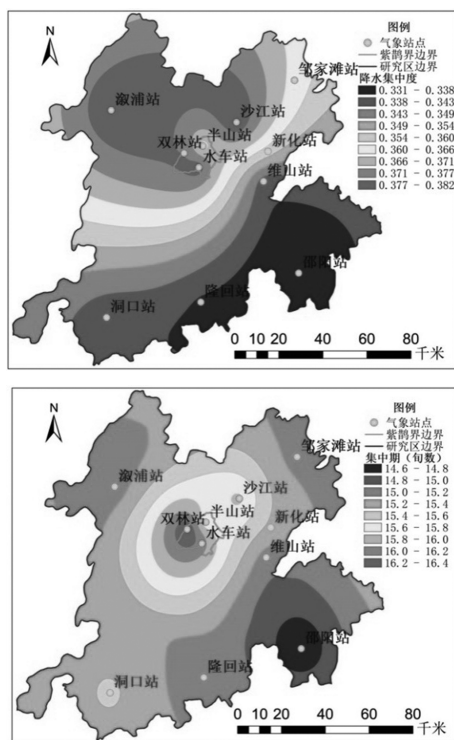 N
图例
气象站点
紫鹊界边界
研究区边界
降水集中度
0.331 - 0.338
0.338 - 0.343
0.343 - 0.349
0.349 - 0.354
0.354 - 0.360
0.360 - 0.366
0.366 - 0.371
0.371 - 0.377
0.377 - 0.382
邹家滩站
溆浦站
沙江站
半山站
双林站
水车站
新化站
维山站
邵阳站
隆回站
洞口站
0 10 20 40 60 80
千米
N
图例
气象站点
紫鹊界边界
研究区边界
集中期（旬数）
14.6 - 14.8
14.8 - 15.0
15.0 - 15.2
15.2 - 15.4
15.4 - 15.6
15.6 - 15.8
15.8 - 16.0
16.0 - 16.2
16.2 - 16.4
邹家滩站
溆浦站
沙江站
半山站
双林站
水车站
新化站
维山站
邵阳站
隆回站
洞口站
0 10 20 40 60 80
千米